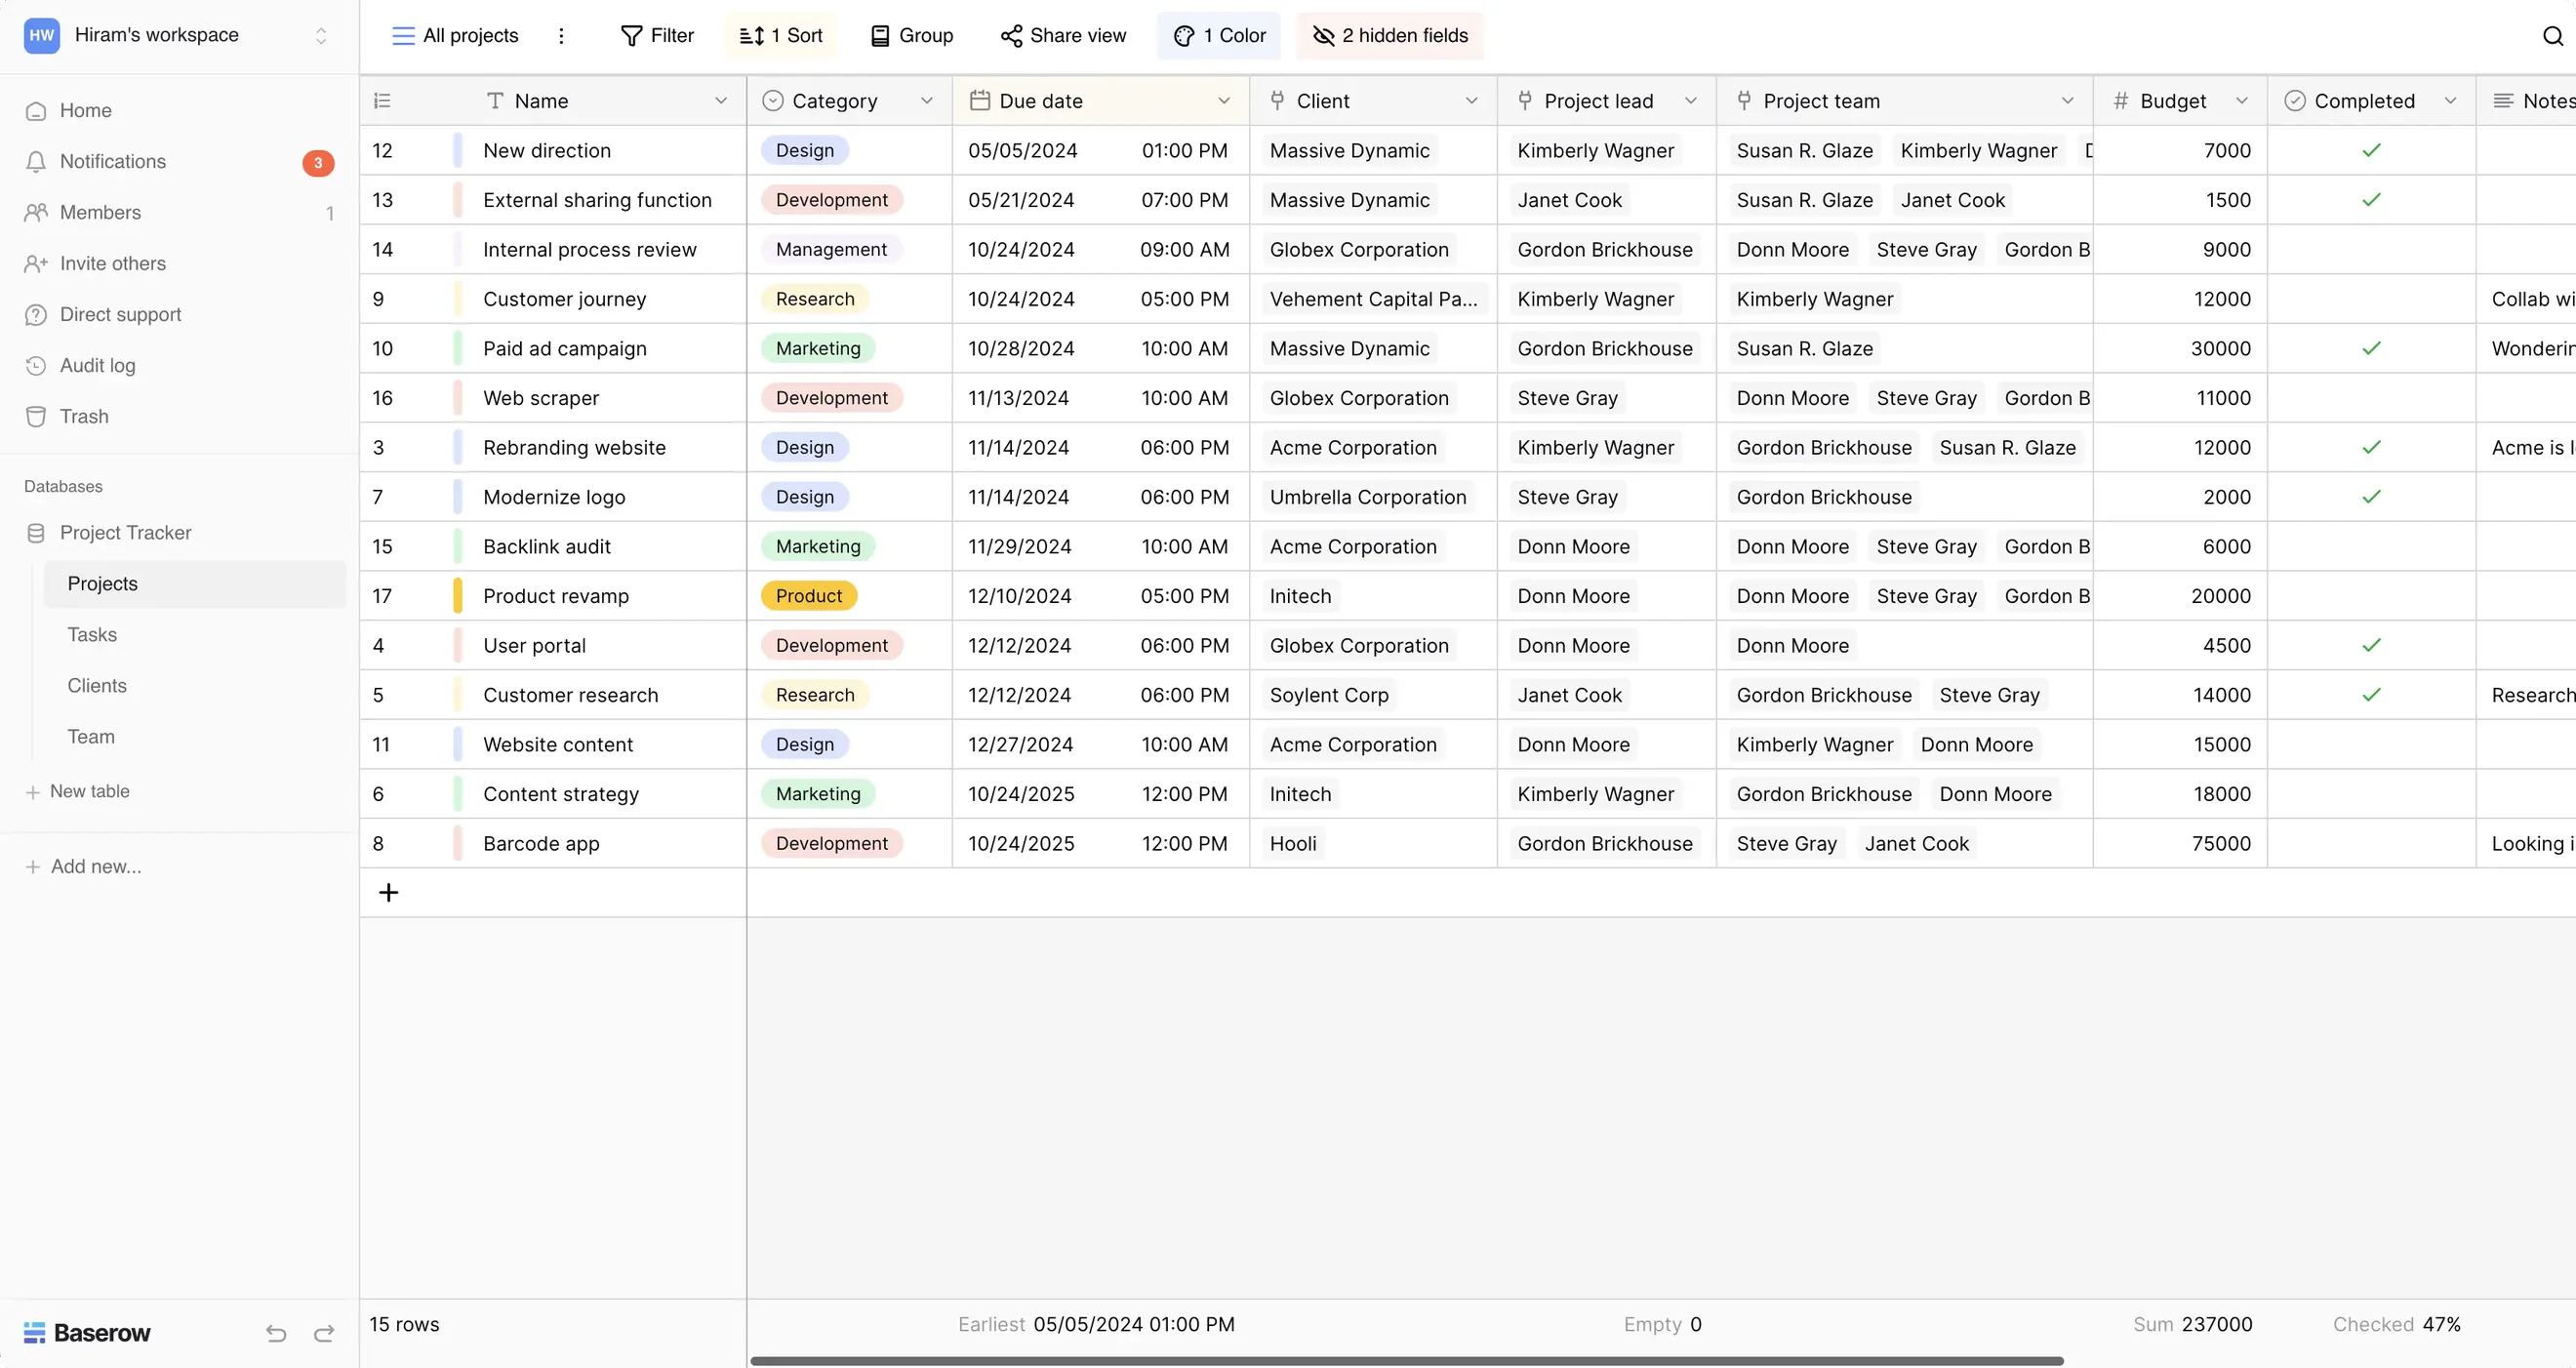 HW Hiram's workspace
Home
Notifications 3
Members 1
Invite others
Direct support
Audit log
Trash
Databases
Project Tracker
Projects
Tasks
Clients
Team
+ New table
+ Add new...
Baserow
All projects Filter 1 Sort Group Share view 1 Color 2 hidden fields
Name Category Due date Client Project lead Project team # Budget Completed Notes
12 New direction Design 05/05/2024 01:00 PM Massive Dynamic Kimberly Wagner Susan R. Glaze Kimberly Wagner 7000
13 External sharing function Development 05/21/2024 07:00 PM Massive Dynamic Janet Cook Susan R. Glaze Janet Cook 1500
14 Internal process review Management 10/24/2024 09:00 AM Globex Corporation Gordon Brickhouse Donn Moore Steve Gray Gordon B 9000
9 Customer journey Research 10/24/2024 05:00 PM Vehement Capital Pa... Kimberly Wagner Kimberly Wagner 12000 Collab wi
10 Paid ad campaign Marketing 10/28/2024 10:00 AM Massive Dynamic Gordon Brickhouse Susan R. Glaze 30000 Wonderin
16 Web scraper Development 11/13/2024 10:00 AM Globex Corporation Steve Gray Donn Moore Steve Gray Gordon B 11000
3 Rebranding website Design 11/14/2024 06:00 PM Acme Corporation Kimberly Wagner Gordon Brickhouse Susan R. Glaze 12000 Acme is l
7 Modernize logo Design 11/14/2024 06:00 PM Umbrella Corporation Steve Gray Gordon Brickhouse 2000
15 Backlink audit Marketing 11/29/2024 10:00 AM Acme Corporation Donn Moore Donn Moore Steve Gray Gordon B 6000
17 Product revamp Product 12/10/2024 05:00 PM Initech Donn Moore Donn Moore Steve Gray Gordon B 20000
4 User portal Development 12/12/2024 06:00 PM Globex Corporation Donn Moore Donn Moore 4500
5 Customer research Research 12/12/2024 06:00 PM Soylent Corp Janet Cook Gordon Brickhouse Steve Gray 14000 Research
11 Website content Design 12/27/2024 10:00 AM Acme Corporation Donn Moore Kimberly Wagner Donn Moore 15000
6 Content strategy Marketing 10/24/2025 12:00 PM Initech Kimberly Wagner Gordon Brickhouse Donn Moore 18000
8 Barcode app Development 10/24/2025 12:00 PM Hooli Gordon Brickhouse Steve Gray Janet Cook 75000 Looking i
+
15 rows Earliest 05/05/2024 01:00 PM Empty 0 Sum 237000 Checked 47%